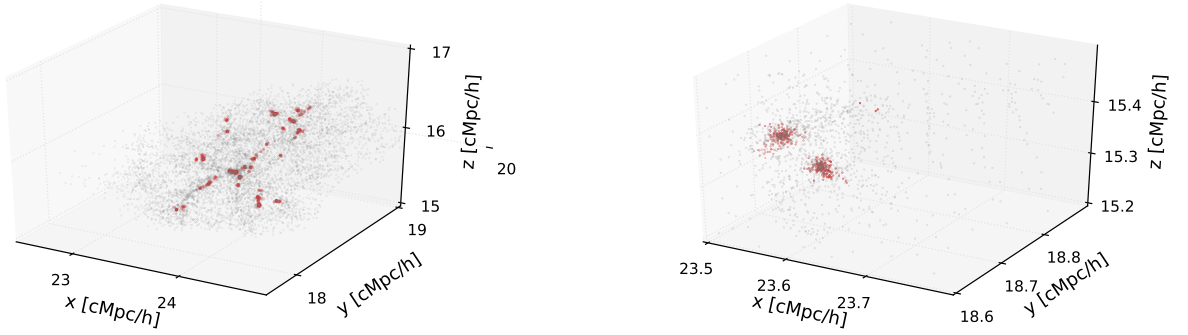 17
16
15
z [cMpc/h]
20
19
18
y [cMpc/h]
23
24
x [cMpc/h]
15.4
15.3
15.2
z [cMpc/h]
18.8
18.7
18.6
y [cMpc/h]
23.5
23.6
23.7
x [cMpc/h]